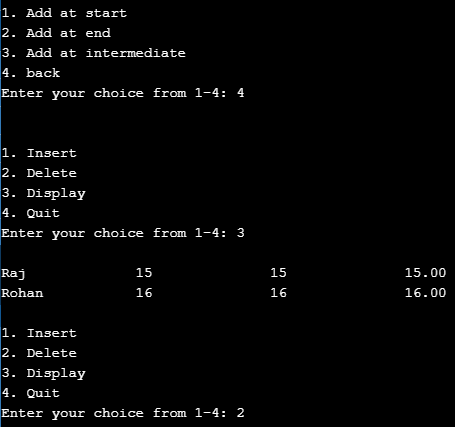 1. Add at start
2. Add at end
3. Add at intermediate
4. back
Enter your choice from 1-4: 4
1. Insert
2. Delete
3. Display
4. Quit
Enter your choice from 1-4: 3
Raj 15 15 15.00
Rohan 16 16 16.00
1. Insert
2. Delete
3. Display
4. Quit
Enter your choice from 1-4: 2